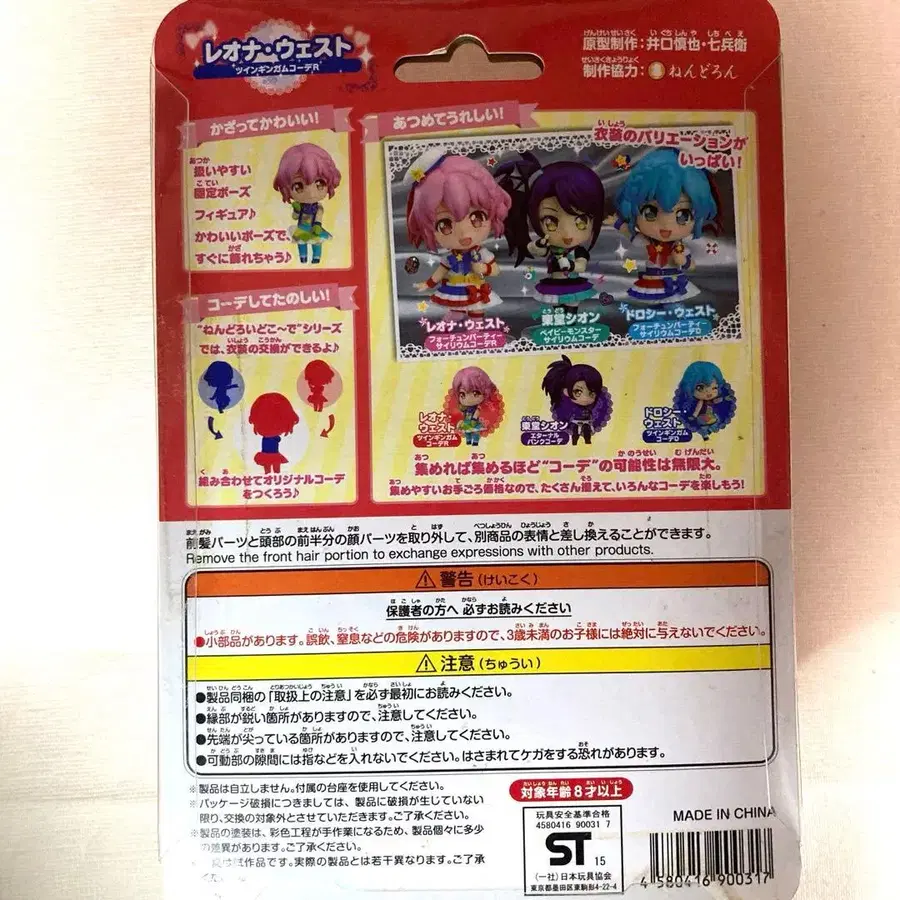 レオナ・ウェスト
ツインギンガムコーデR
原型制作：井口慎也・七兵衛
制作協力： ねんどろん
かざってかわいい！
扱いやすい
固定ポーズ
フィギュア♪
かわいいポーズで、
すぐに飾れちゃう♪
コーデしてたのしい！
“ねんどろいどこ～で”シリーズ
では、衣装の交換ができるよ♪
組み合わせてオリジナルコーデ
をつくろう♪
あつめてうれしい！
衣装のバリエーションが
いっぱい！
レオナ・ウェスト
フォーチュンパーティー
サイリウムコーデR
東堂シオン
ベイビーモンスター
サイリウムコーデ
ドロシー・ウェスト
フォーチュンパーティー
サイリウムコーデD
レオナ・
ウェスト
ツインギンガム
コーデR
東堂シオン
エターナル
パンクコーデ
ドロシー・
ウェスト
ツインギンガム
コーデD
集めれば集めるほど“コーデ”の可能性は無限大。
集めやすいお手ごろ価格なので、たくさん揃えて、いろんなコーデを楽しもう！
前髪パーツと頭部の前半分の顔パーツを取り外して、別商品の表情と差し換えることができます。
Remove the front hair portion to exchange expressions with other products.
⚠警告（けいこく）
保護者の方へ 必ずお読みください
●小部品があります。誤飲、窒息などの危険がありますので、3歳未満のお子様には絶対に与えないでください。
⚠注意（ちゅうい）
●製品同梱の「取扱上の注意」を必ず最初にお読みください。
●縁部が鋭い箇所がありますので、注意してください。
●先端が尖っている箇所がありますので、注意してください。
●可動部の隙間には指などを入れないでください。はさまれてケガをする恐れがあります。
※製品は自立しません。付属の台座を使用してください。
※パッケージ破損につきましては、製品に破損が生じていない
限り、交換の対象外とさせていただきます。
※製品の塗装は、彩色工程が手作業になるため、製品個々に多少
の差異があります。ご了承ください。
試作品です。実際の製品とは若干異なります。ご了承く
対象年齢8才以上
玩具安全基準合格
4580416 90031 7
ST 15
（一社）日本玩具協会
東京都墨田区東駒形4-22-4
MADE IN CHINA
4 580416 900317